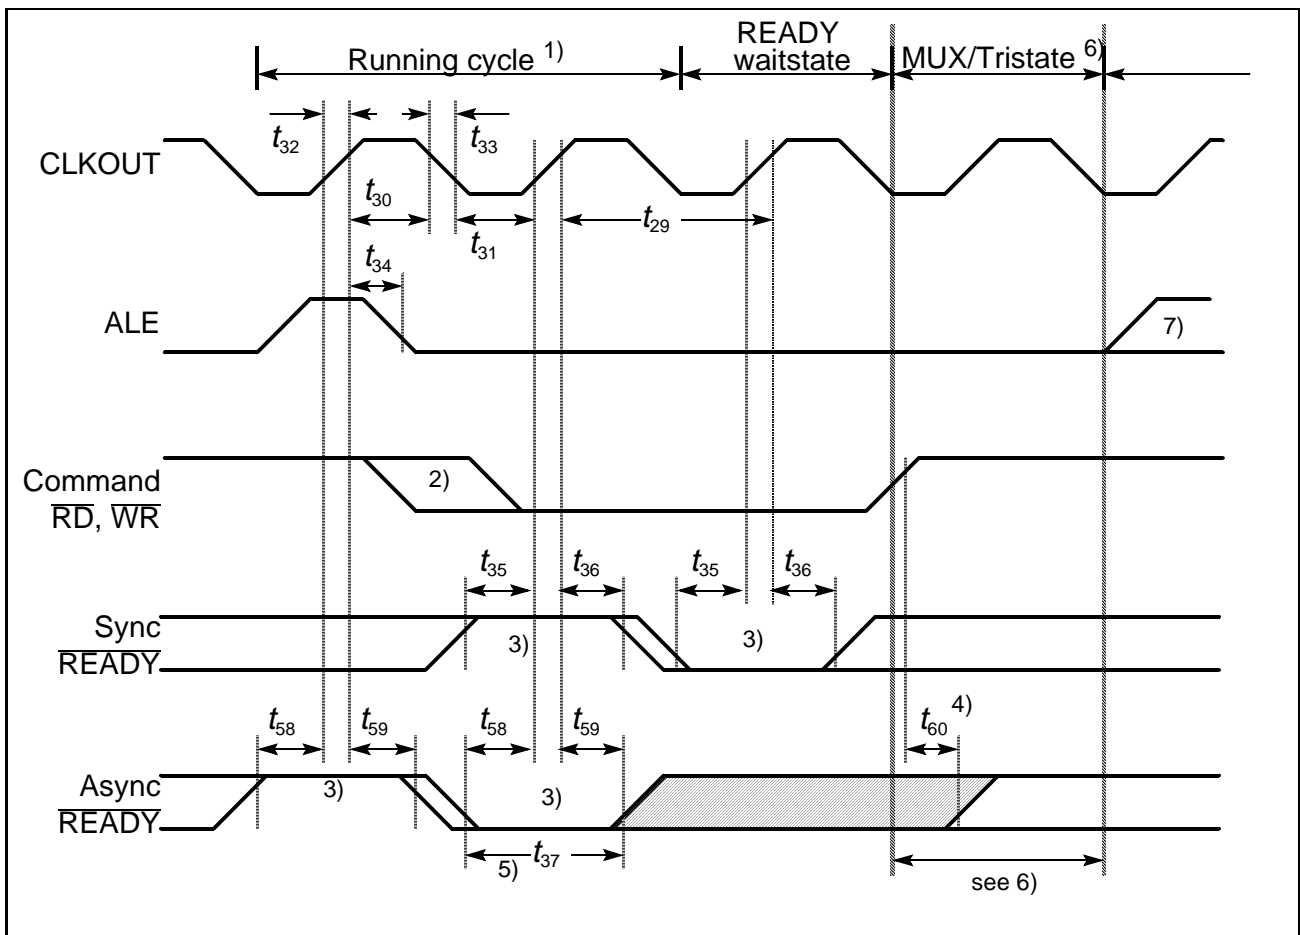 READY
waitstate
Running cycle 1)
MUX/Tristate 6)
t32
t33
CLKOUT
t30
t31
t29
t34
ALE
7)
Command
RD, WR
2)
t35
t36
t35
t36
Sync
READY
3)
3)
t58
t59
t58
t59
t60 4)
Async
READY
3)
3)
5)
t37
see 6)